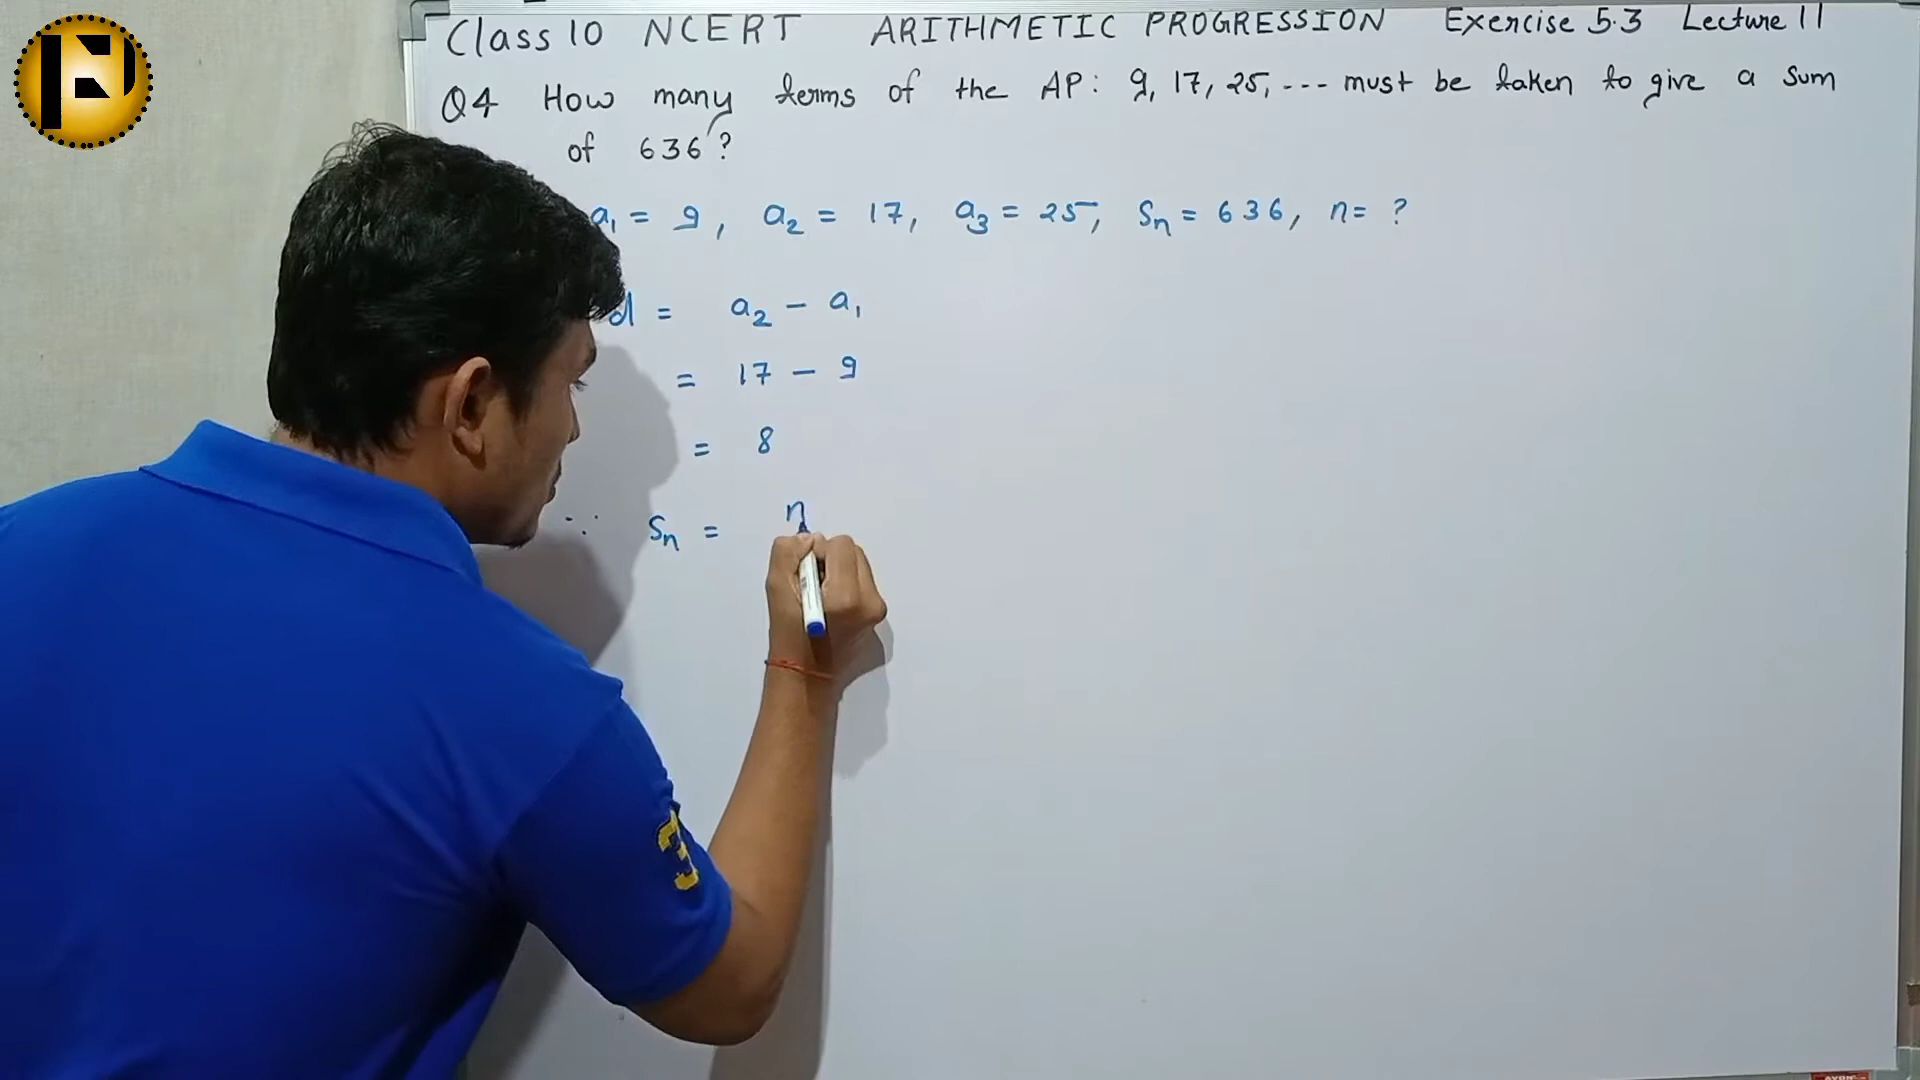 Class 10 NCERT ARITHMETIC PROGRESSION Exercise 5.3 Lecture 11
Q4 How many terms of the AP: 9, 17, 25, ---- must be taken to give a sum
of 636?
a₁ = 9, a₂ = 17, a₃ = 25, Sₙ = 636, n = ?
d = a₂ - a₁
= 17 - 9
= 8
∵ Sₙ = n
3